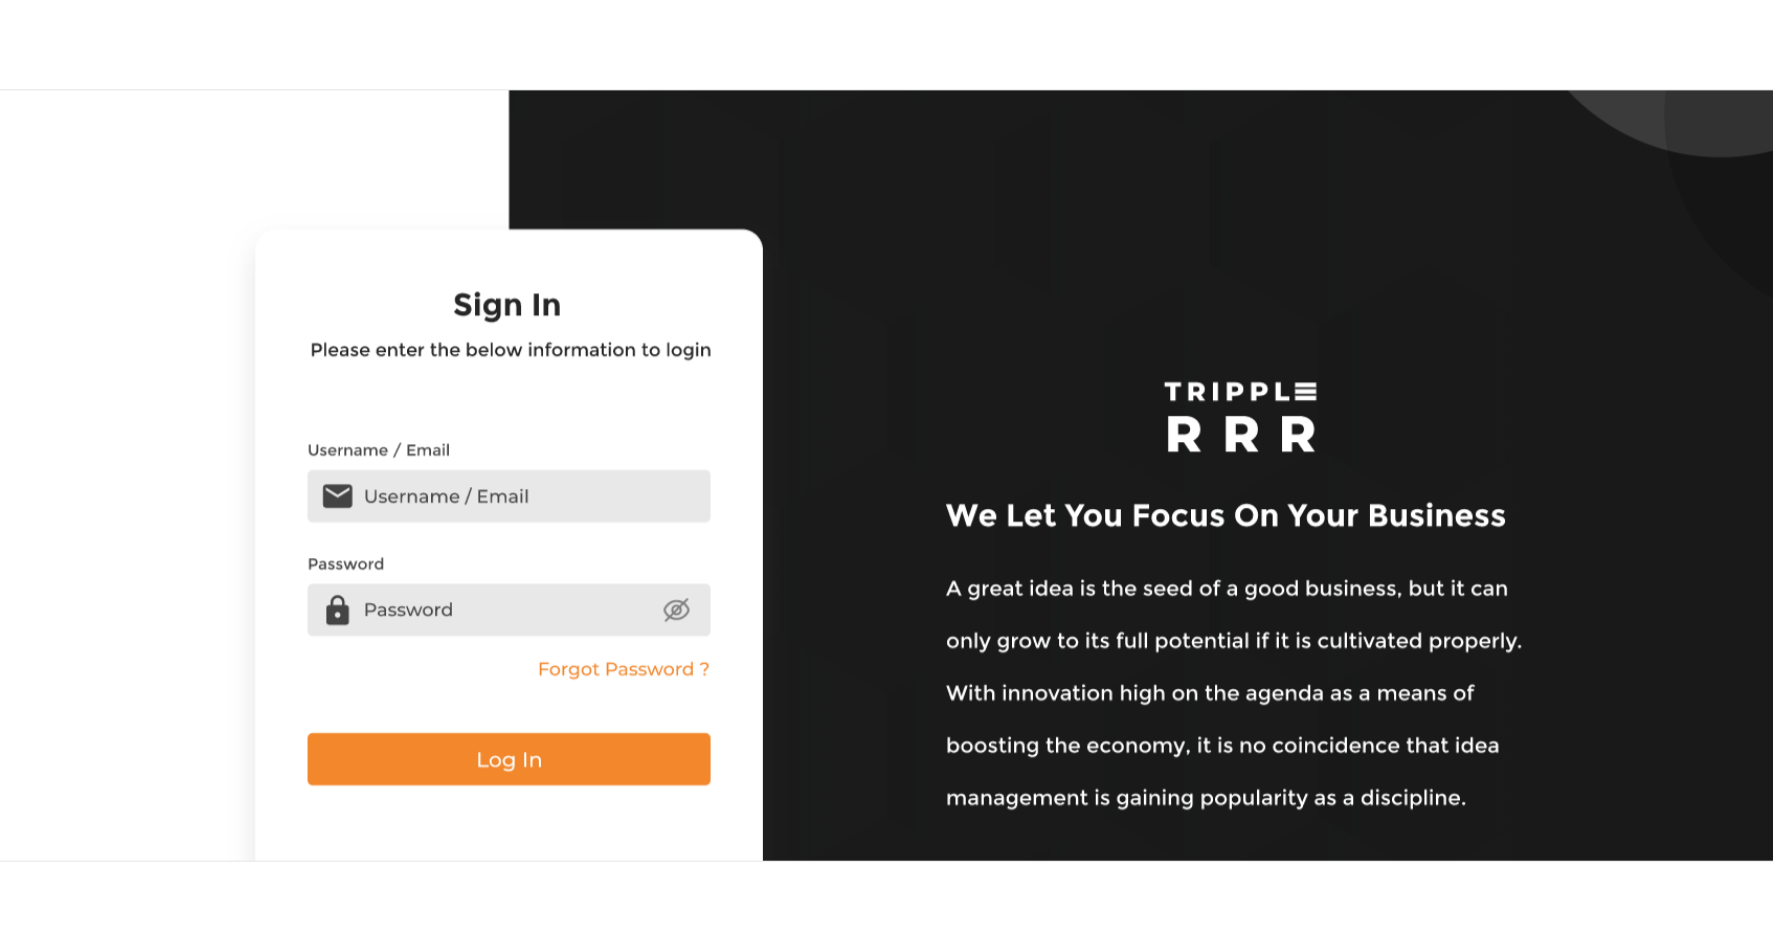 Sign In
Please enter the below information to login
Username / Email
Username / Email
Password
Password
Forgot Password ?
Log In
TRIPPLE
RRR
We Let You Focus On Your Business
A great idea is the seed of a good business, but it can
only grow to its full potential if it is cultivated properly.
With innovation high on the agenda as a means of
boosting the economy, it is no coincidence that idea
management is gaining popularity as a discipline.